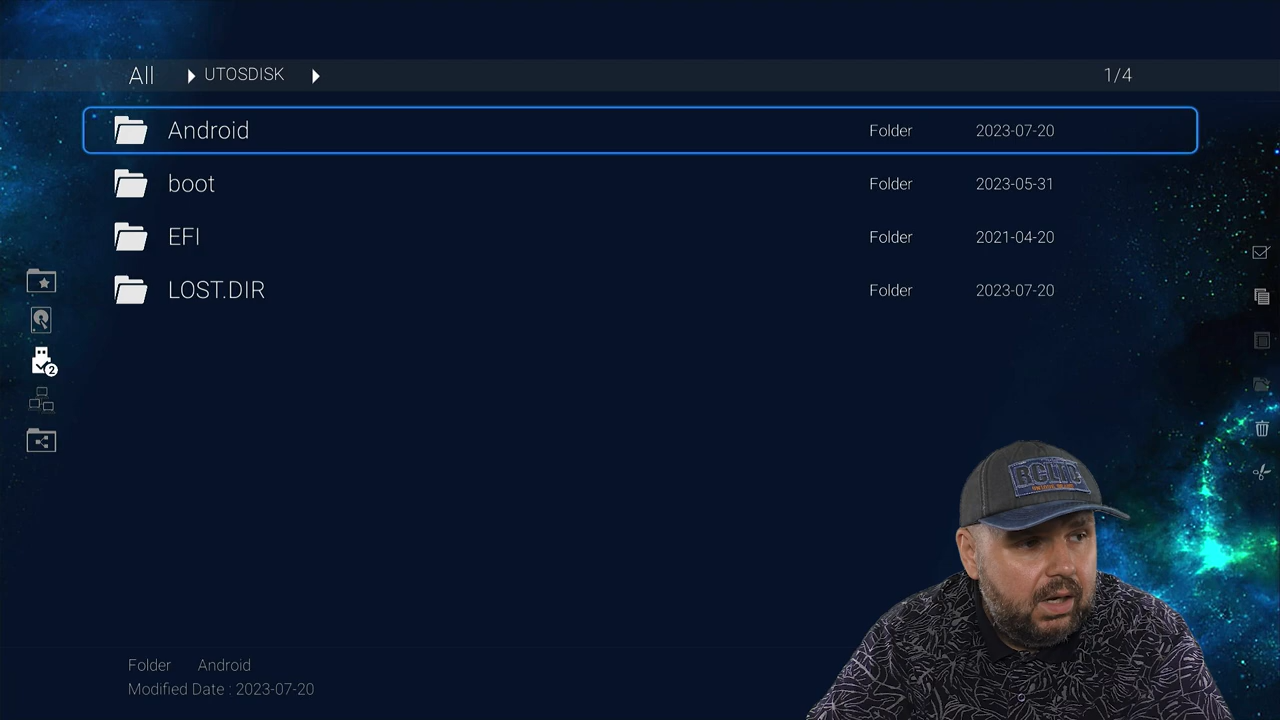 All UTOSDISK 1/4
Android Folder 2023-07-20
boot Folder 2023-05-31
EFI Folder 2021-04-20
LOST.DIR Folder 2023-07-20
2
Folder Android
Modified Date : 2023-07-20